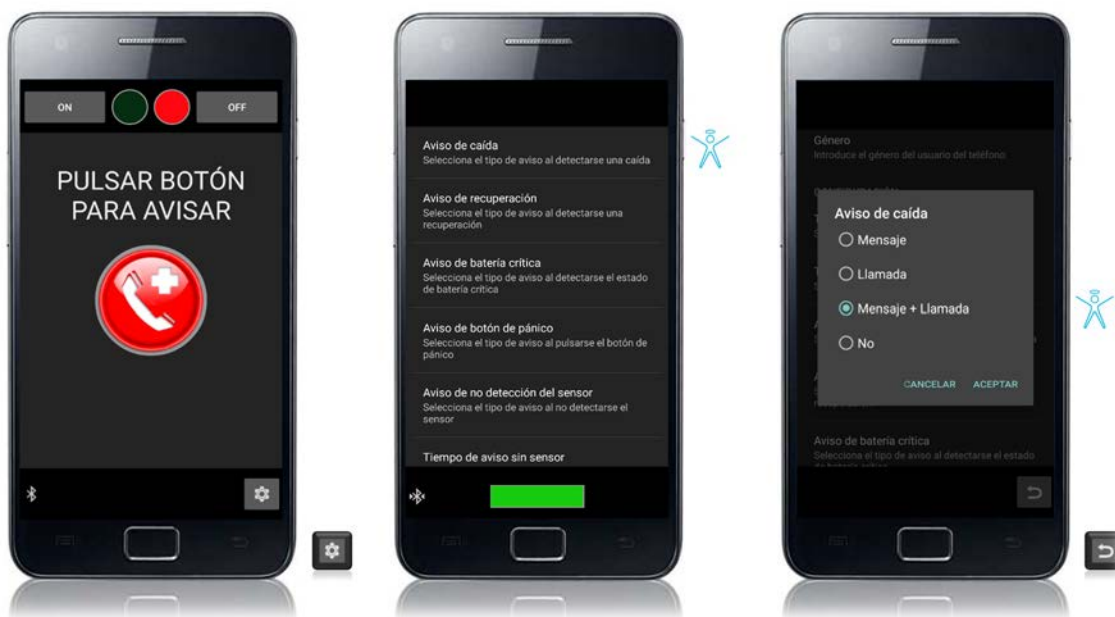 ON
OFF
PULSAR BOTÓN
PARA AVISAR
Aviso de caída
Selecciona el tipo de aviso al detectarse una caída
Aviso de recuperación
Selecciona el tipo de aviso al detectarse una
recuperación
Aviso de batería crítica
Selecciona el tipo de aviso al detectarse el estado
de batería crítica
Aviso de botón de pánico
Selecciona el tipo de aviso al pulsarse el botón de
pánico
Aviso de no detección del sensor
Selecciona el tipo de aviso al no detectarse el
sensor
Tiempo de aviso sin sensor
Género
Introduce el género del usuario del teléfono
Aviso de caída
Mensaje
Llamada
Mensaje + Llamada
No
CANCELAR ACEPTAR
Aviso de batería crítica
Selecciona el tipo de aviso al detectarse el estado
de batería crítica